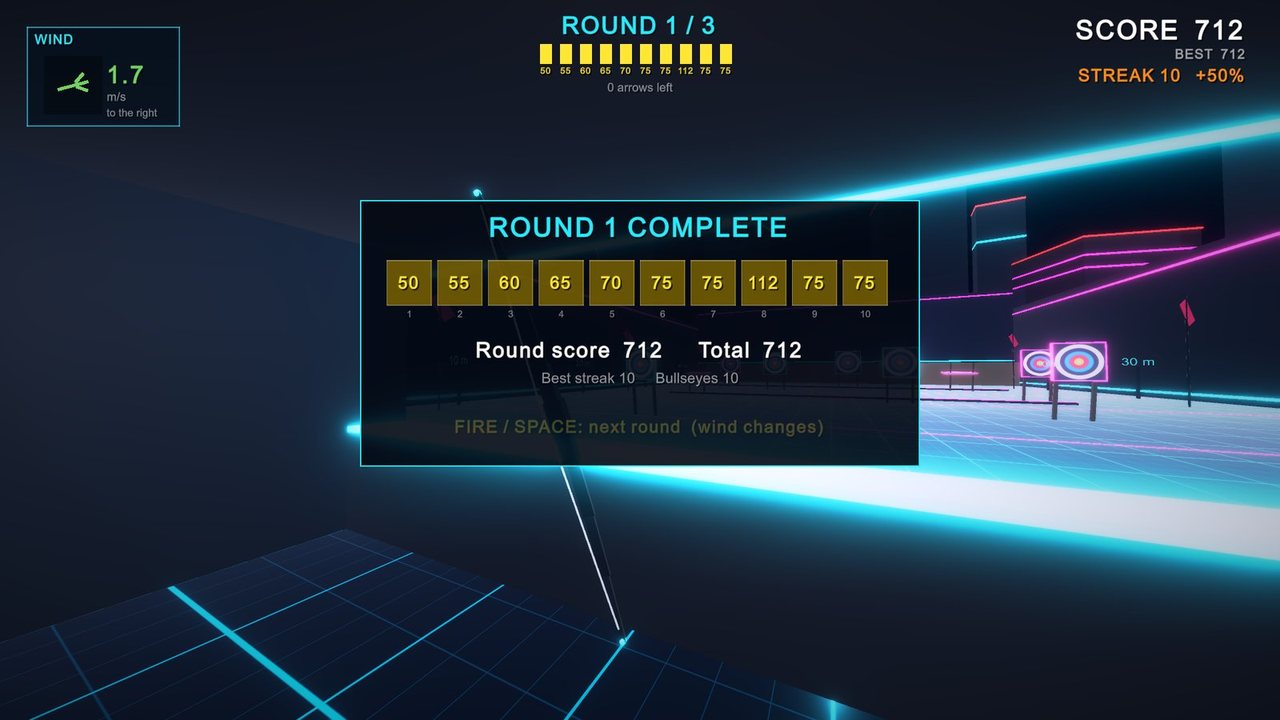 WIND
1.7
m/s
to the right
ROUND 1 / 3
50 55 60 65 70 75 75 112 75 75
0 arrows left
SCORE 712
BEST 712
STREAK 10 +50%
ROUND 1 COMPLETE
50 55 60 65 70 75 75 112 75 75
1 2 3 4 5 6 7 8 9 10
Round score 712 Total 712
Best streak 10 Bullseyes 10
FIRE / SPACE: next round (wind changes)
10 m
30 m